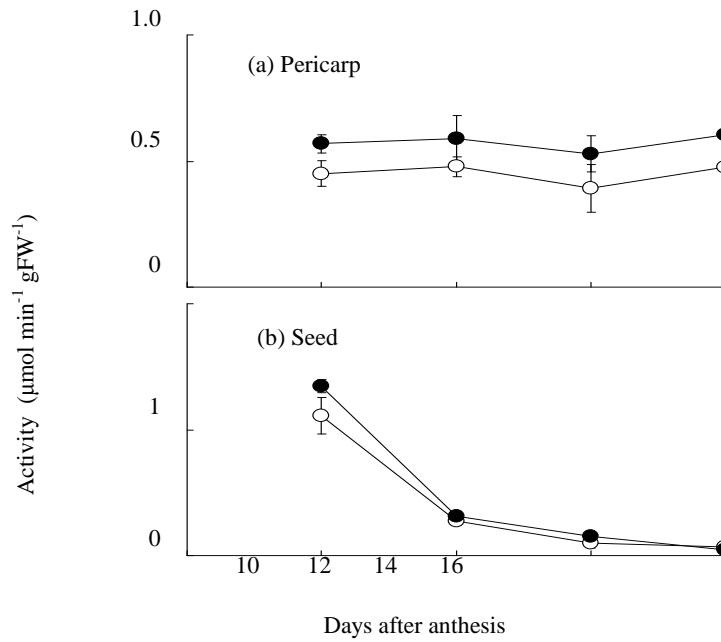 1.0
(a) Pericarp
0.5
0
Activity (µmol min⁻¹ gFW⁻¹)
(b) Seed
1
0
10 12 14 16
Days after anthesis